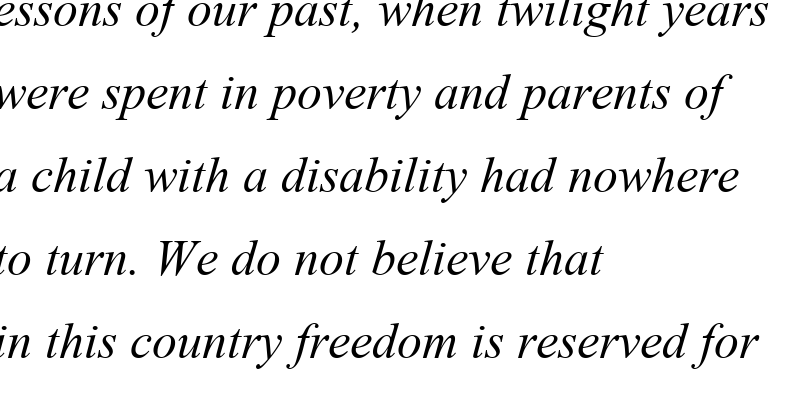 essons of our past, when twilight years
were spent in poverty and parents of
a child with a disability had nowhere
to turn. We do not believe that
in this country freedom is reserved for